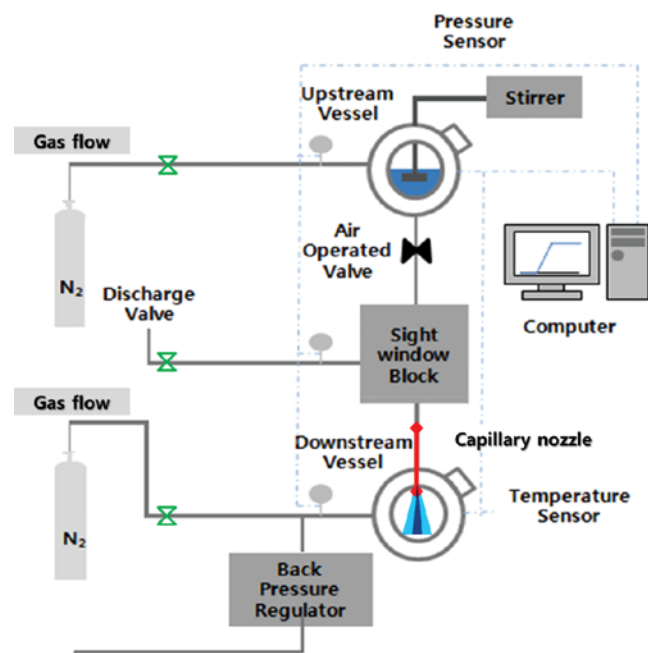 Pressure
Sensor
Upstream
Vessel
Stirrer
Gas flow
Air
Operated
Valve
N₂
Discharge
Valve
Sight
window
Block
Computer
Gas flow
Downstream
Vessel
Capillary nozzle
Temperature
Sensor
N₂
Back
Pressure
Regulator